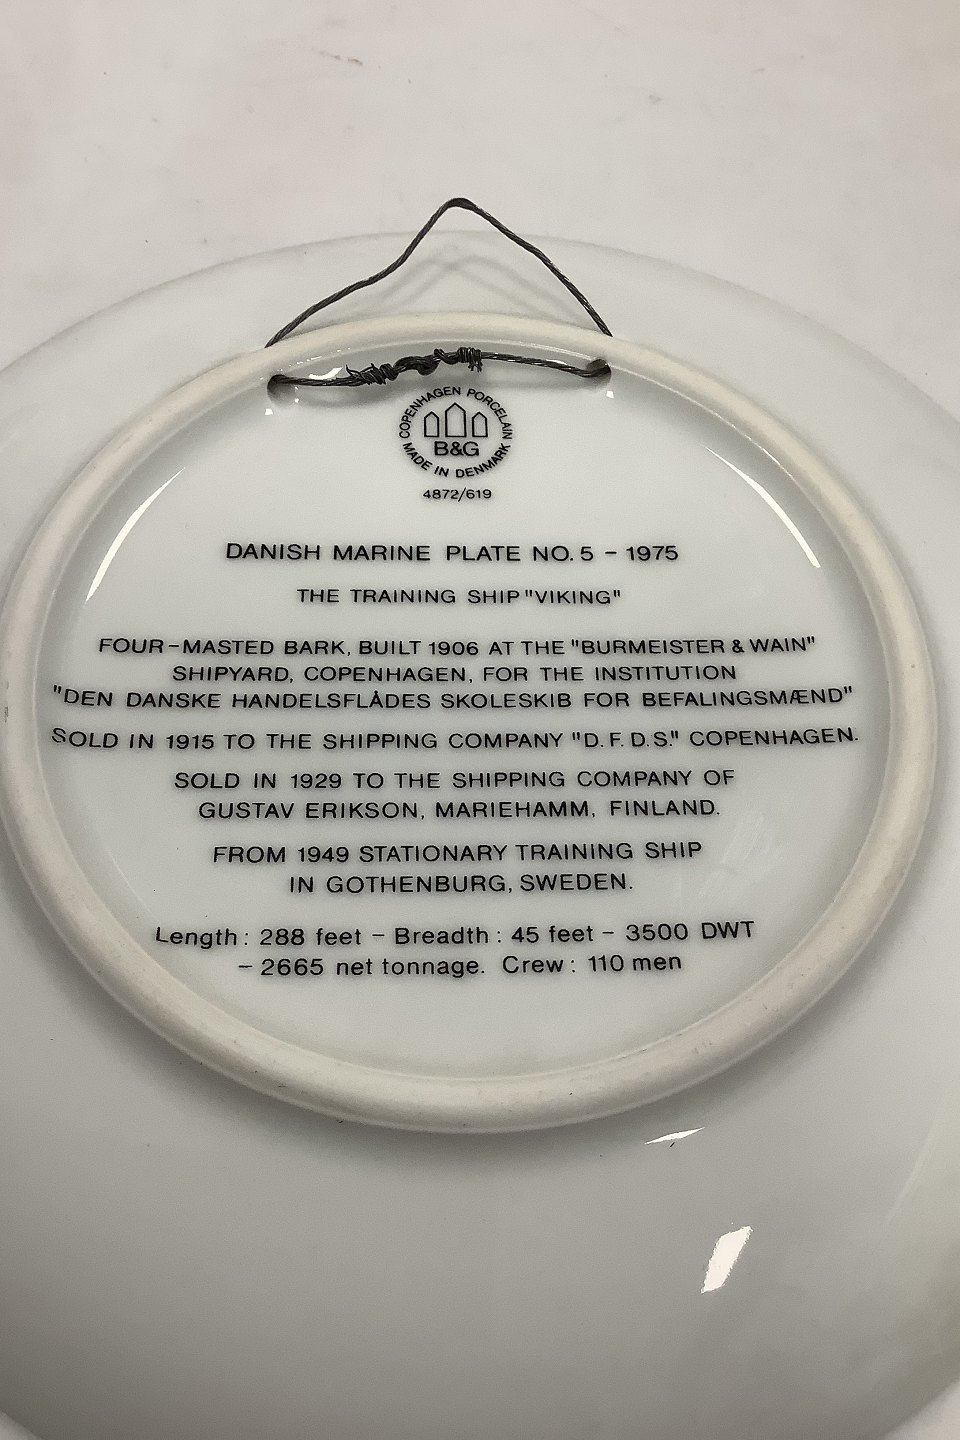 COPENHAGEN PORCELAIN
B&G
MADE IN DENMARK
4872/619
DANISH MARINE PLATE NO. 5 - 1975
THE TRAINING SHIP "VIKING"
FOUR-MASTED BARK, BUILT 1906 AT THE "BURMEISTER & WAIN"
SHIPYARD, COPENHAGEN, FOR THE INSTITUTION
"DEN DANSKE HANDELSFLÅDES SKOLESKIB FOR BEFALINGSMÆND"
SOLD IN 1915 TO THE SHIPPING COMPANY "D.F.D.S." COPENHAGEN.
SOLD IN 1929 TO THE SHIPPING COMPANY OF
GUSTAV ERIKSON, MARIEHAMM, FINLAND.
FROM 1949 STATIONARY TRAINING SHIP
IN GOTHENBURG, SWEDEN.
Length: 288 feet - Breadth: 45 feet - 3500 DWT
- 2665 net tonnage. Crew: 110 men